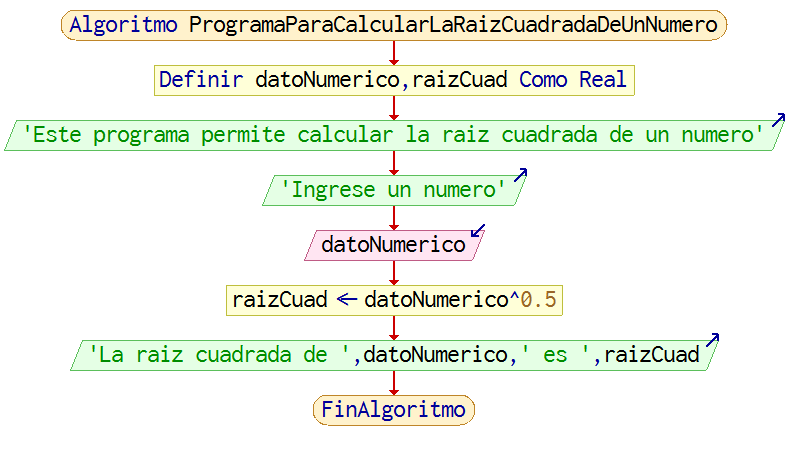 Algoritmo ProgramaParaCalcularLaRaizCuadradaDeUnNumero
Definir datoNumerico,raizCuad Como Real
'Este programa permite calcular la raiz cuadrada de un numero'
'Ingrese un numero'
datoNumerico
raizCuad ← datoNumerico^0.5
'La raiz cuadrada de ',datoNumerico,' es ',raizCuad
FinAlgoritmo